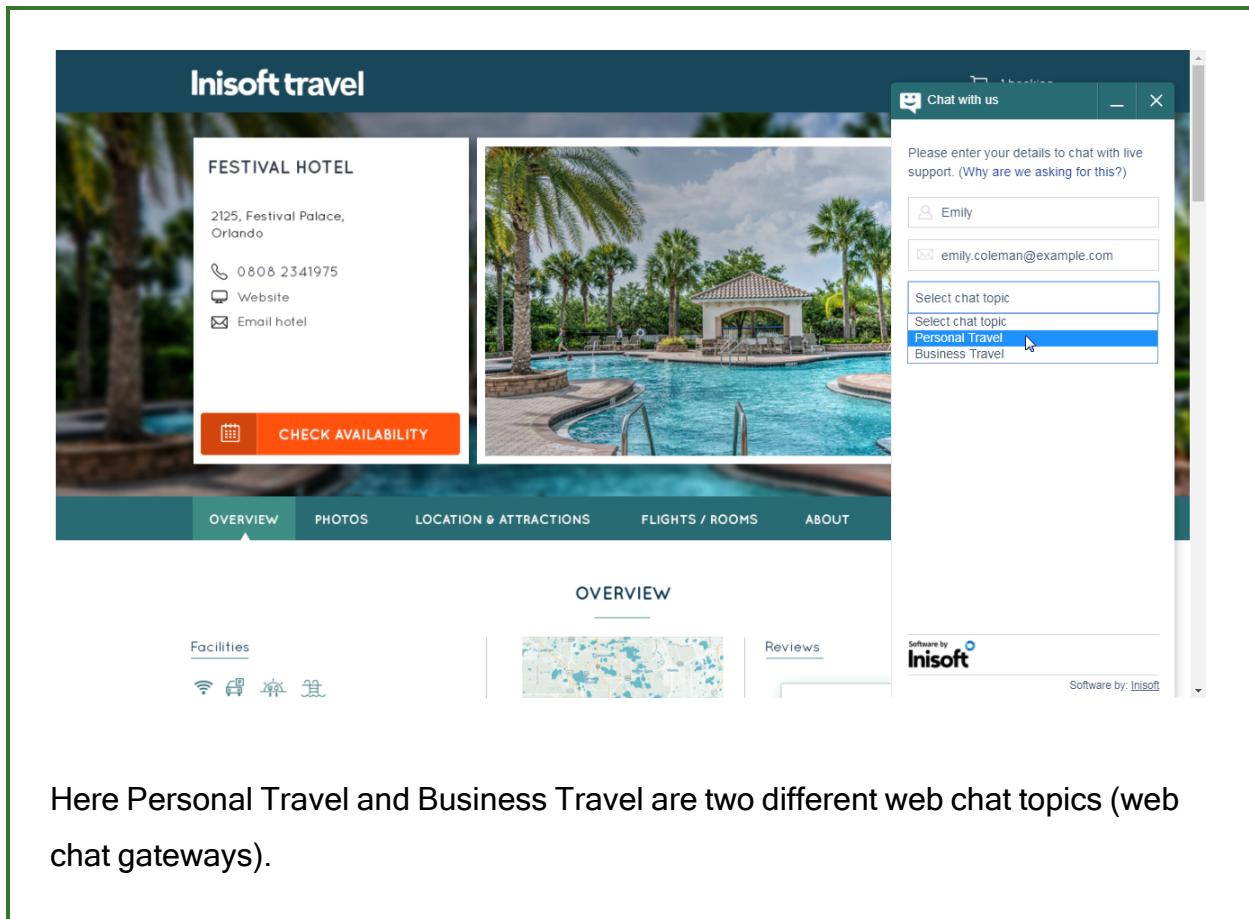 Inisoft travel
1 booking
FESTIVAL HOTEL
2125, Festival Palace,
Orlando
0808 2341975
Website
Email hotel
CHECK AVAILABILITY
OVERVIEW PHOTOS LOCATION & ATTRACTIONS FLIGHTS / ROOMS ABOUT
OVERVIEW
Facilities
Reviews
Chat with us
Please enter your details to chat with live
support. (Why are we asking for this?)
Emily
emily.coleman@example.com
Select chat topic
Select chat topic
Personal Travel
Business Travel
Software by
Inisoft
Software by: Inisoft
Here Personal Travel and Business Travel are two different web chat topics (web
chat gateways).